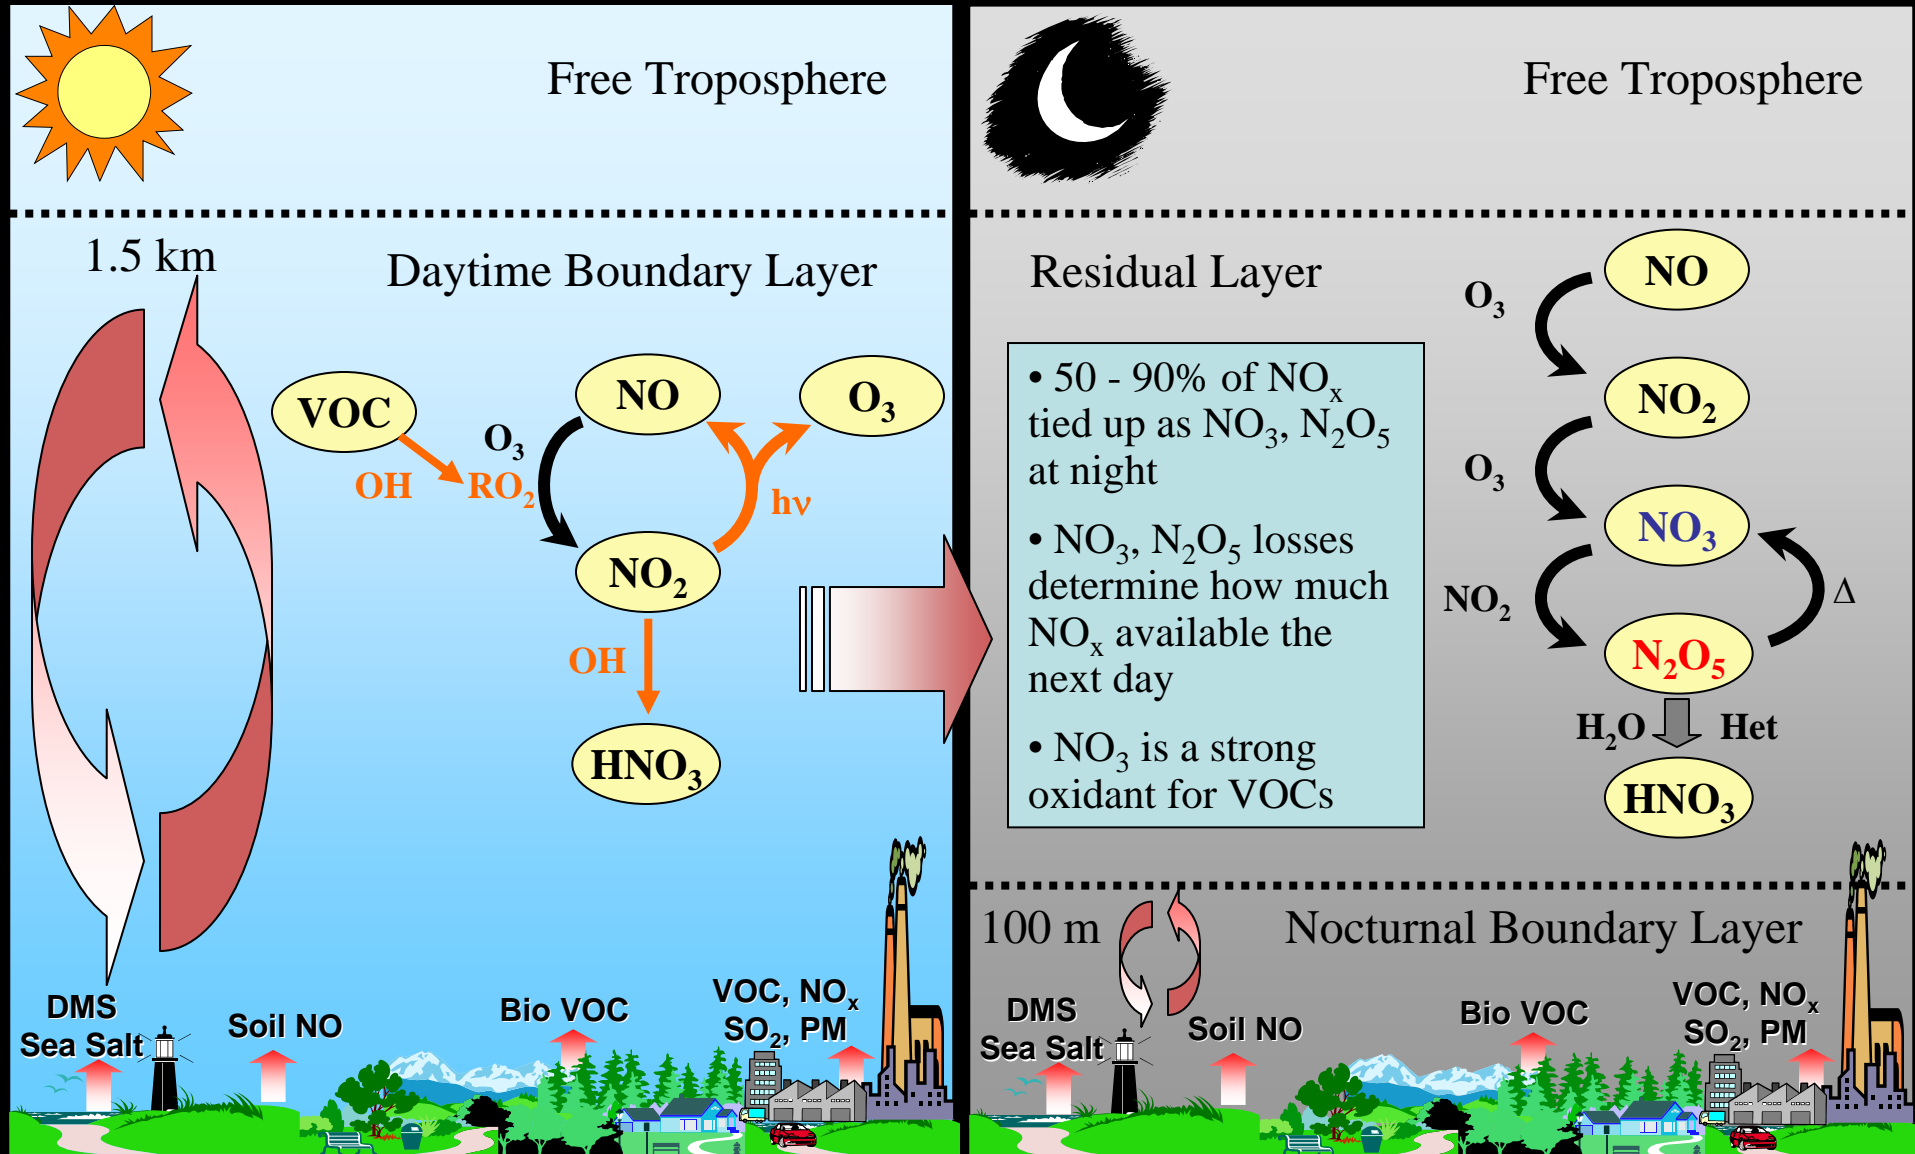 Free Troposphere
1.5 km
Daytime Boundary Layer
VOC
OH
RO₂
O₃
NO
O₃
hν
NO₂
OH
HNO₃
DMS
Sea Salt
Soil NO
Bio VOC
VOC, NOₓ
SO₂, PM
Free Troposphere
Residual Layer
• 50 - 90% of NOₓ
tied up as NO₃, N₂O₅
at night
• NO₃, N₂O₅ losses
determine how much
NOₓ available the
next day
• NO₃ is a strong
oxidant for VOCs
NO
O₃
NO₂
O₃
NO₃
NO₂
Δ
N₂O₅
H₂O Het
HNO₃
100 m
Nocturnal Boundary Layer
DMS
Sea Salt
Soil NO
Bio VOC
VOC, NOₓ
SO₂, PM